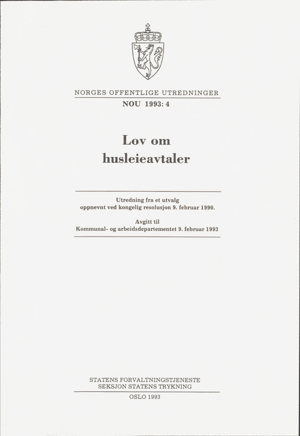 NORGES OFFENTLIGE UTREDNINGER
NOU 1993: 4
Lov om
husleieavtaler
Utredning fra et utvalg
oppnevnt ved kongelig resolusjon 9. februar 1990.
Avgitt til
Kommunal- og arbeidsdepartementet 9. februar 1993
STATENS FORVALTNINGSTJENESTE
SEKSJON STATENS TRYKNING
OSLO 1993